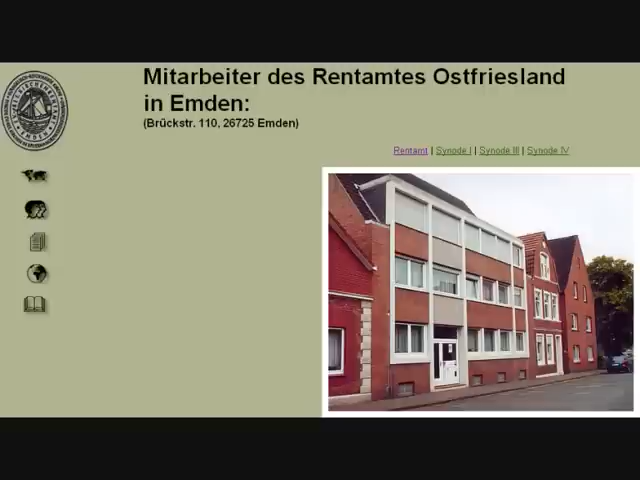 Mitarbeiter des Rentamtes Ostfriesland
in Emden:
(Brückstr. 110, 26725 Emden)
Rentamt | Synode I | Synode III | Synode IV